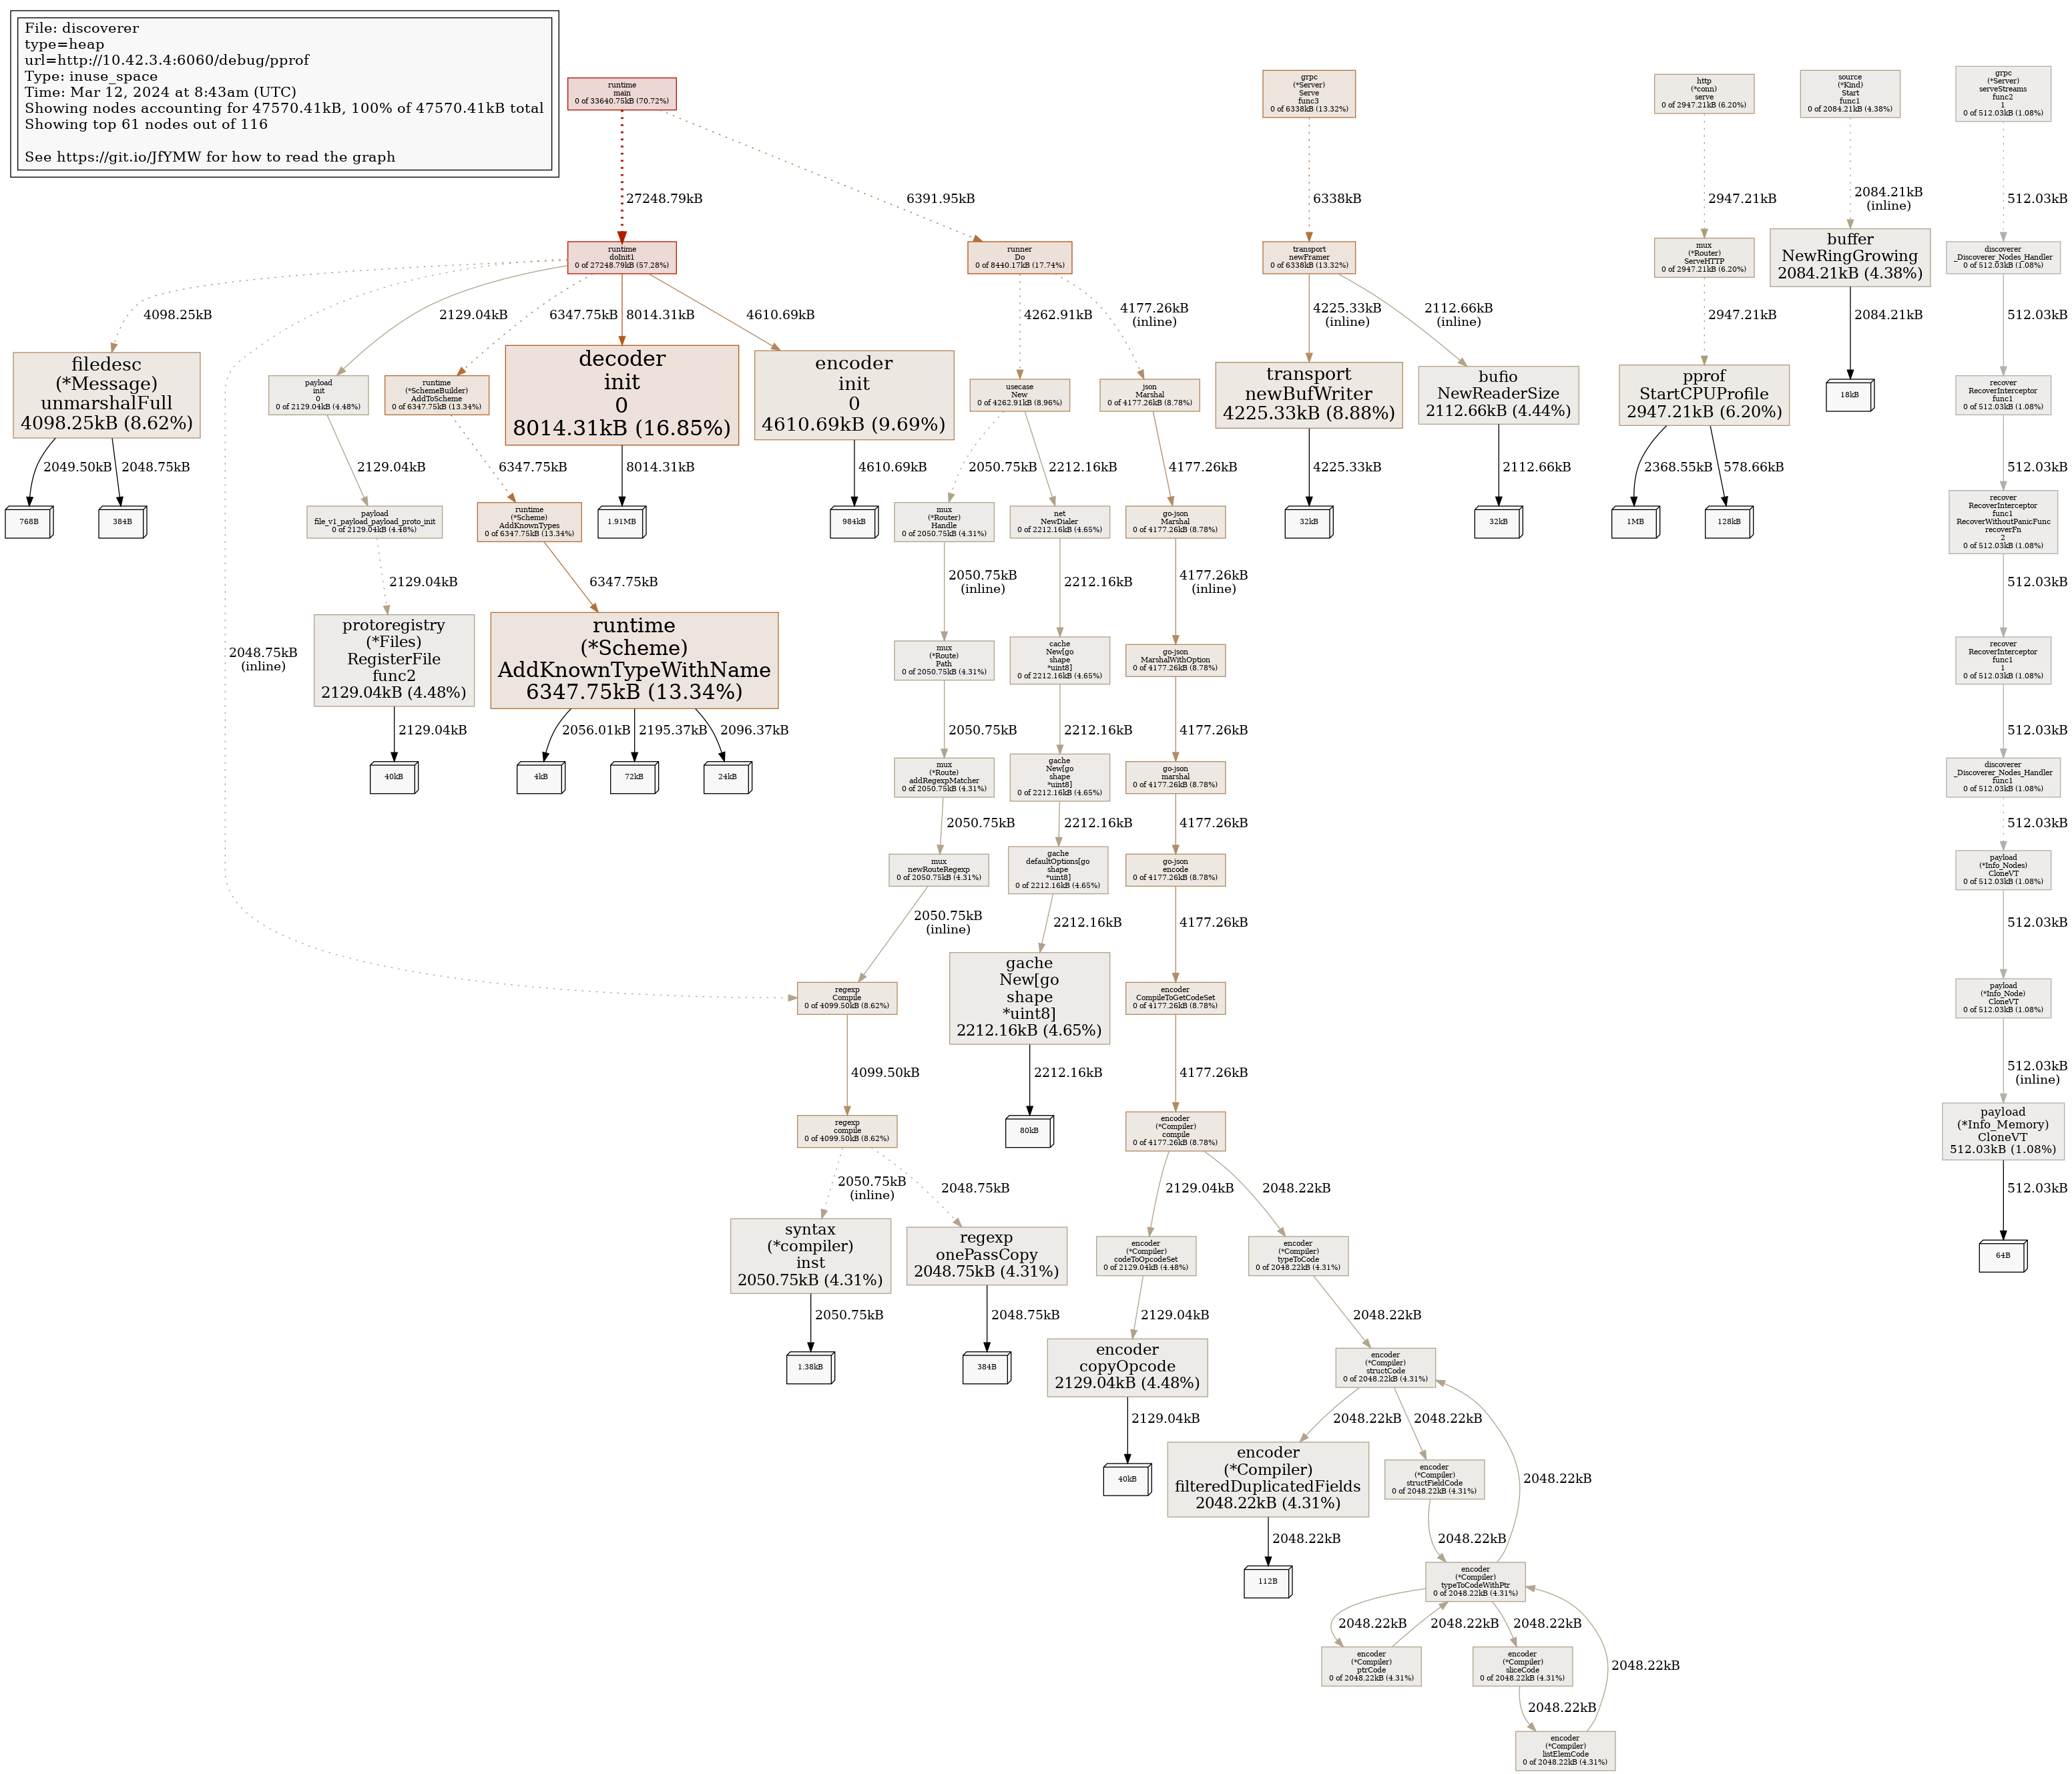 File: discoverer
type=heap
url=http://10.42.3.4:6060/debug/pprof
Type: inuse_space
Time: Mar 12, 2024 at 8:43am (UTC)
Showing nodes accounting for 47570.41kB, 100% of 47570.41kB total
Showing top 61 nodes out of 116
See https://git.io/JfYMW for how to read the graph
runtime
main
0 of 33640.75kB (70.72%)
grpc
(*Server)
Serve
func3
0 of 6338kB (13.32%)
http
(*conn)
serve
0 of 2947.21kB (6.20%)
source
(*Kind)
Start
func1
0 of 2084.21kB (4.38%)
grpc
(*Server)
serveStreams
func2
1
0 of 512.03kB (1.08%)
27248.79kB
6391.95kB
6338kB
2947.21kB
2084.21kB
(inline)
512.03kB
runtime
doInit1
0 of 27248.79kB (57.28%)
runner
Do
0 of 8440.17kB (17.74%)
transport
newFramer
0 of 6338kB (13.32%)
mux
(*Router)
ServeHTTP
0 of 2947.21kB (6.20%)
buffer
NewRingGrowing
2084.21kB (4.38%)
discoverer
_Discoverer_Nodes_Handler
0 of 512.03kB (1.08%)
4098.25kB
2129.04kB
6347.75kB
8014.31kB
4610.69kB
4262.91kB
4177.26kB
(inline)
4225.33kB
(inline)
2112.66kB
(inline)
2947.21kB
2084.21kB
512.03kB
filedesc
(*Message)
unmarshalFull
4098.25kB (8.62%)
payload
init
0
0 of 2129.04kB (4.48%)
runtime
(*SchemeBuilder)
AddToScheme
0 of 6347.75kB (13.34%)
decoder
init
0
8014.31kB (16.85%)
encoder
init
0
4610.69kB (9.69%)
usecase
New
0 of 4262.91kB (8.96%)
json
Marshal
0 of 4177.26kB (8.78%)
transport
newBufWriter
4225.33kB (8.88%)
bufio
NewReaderSize
2112.66kB (4.44%)
pprof
StartCPUProfile
2947.21kB (6.20%)
18kB
recover
RecoverInterceptor
func1
0 of 512.03kB (1.08%)
2049.50kB
2048.75kB
2129.04kB
6347.75kB
8014.31kB
4610.69kB
2050.75kB
2212.16kB
4177.26kB
4225.33kB
2112.66kB
2368.55kB
578.66kB
512.03kB
768B
384B
payload
file_v1_payload_payload_proto_init
0 of 2129.04kB (4.48%)
runtime
(*Scheme)
AddKnownTypes
0 of 6347.75kB (13.34%)
1.91MB
984kB
mux
(*Router)
Handle
0 of 2050.75kB (4.31%)
net
NewDialer
0 of 2212.16kB (4.65%)
go-json
Marshal
0 of 4177.26kB (8.78%)
32kB
32kB
1MB
128kB
recover
RecoverInterceptor
func1
RecoverWithoutPanicFunc
recoverFn
2
0 of 512.03kB (1.08%)
2129.04kB
6347.75kB
2050.75kB
(inline)
2212.16kB
4177.26kB
(inline)
512.03kB
2048.75kB
(inline)
protoregistry
(*Files)
RegisterFile
func2
2129.04kB (4.48%)
runtime
(*Scheme)
AddKnownTypeWithName
6347.75kB (13.34%)
mux
(*Route)
Path
0 of 2050.75kB (4.31%)
cache
New[go
shape
*uint8]
0 of 2212.16kB (4.65%)
go-json
MarshalWithOption
0 of 4177.26kB (8.78%)
recover
RecoverInterceptor
func1
1
0 of 512.03kB (1.08%)
2129.04kB
2056.01kB
2195.37kB
2096.37kB
2050.75kB
2212.16kB
4177.26kB
512.03kB
40kB
4kB
72kB
24kB
mux
(*Route)
addRegexpMatcher
0 of 2050.75kB (4.31%)
gache
New[go
shape
*uint8]
0 of 2212.16kB (4.65%)
go-json
marshal
0 of 4177.26kB (8.78%)
discoverer
_Discoverer_Nodes_Handler
func1
0 of 512.03kB (1.08%)
2050.75kB
2212.16kB
4177.26kB
512.03kB
mux
newRouteRegexp
0 of 2050.75kB (4.31%)
gache
defaultOptions[go
shape
*uint8]
0 of 2212.16kB (4.65%)
go-json
encode
0 of 4177.26kB (8.78%)
payload
(*Info_Nodes)
CloneVT
0 of 512.03kB (1.08%)
2050.75kB
(inline)
2212.16kB
4177.26kB
512.03kB
regexp
Compile
0 of 4099.50kB (8.62%)
gache
New[go
shape
*uint8]
2212.16kB (4.65%)
encoder
CompileToGetCodeSet
0 of 4177.26kB (8.78%)
payload
(*Info_Node)
CloneVT
0 of 512.03kB (1.08%)
4099.50kB
2212.16kB
4177.26kB
512.03kB
(inline)
regexp
compile
0 of 4099.50kB (8.62%)
80kB
encoder
(*Compiler)
compile
0 of 4177.26kB (8.78%)
payload
(*Info_Memory)
CloneVT
512.03kB (1.08%)
2050.75kB
(inline)
2048.75kB
2129.04kB
2048.22kB
512.03kB
syntax
(*compiler)
inst
2050.75kB (4.31%)
regexp
onePassCopy
2048.75kB (4.31%)
encoder
(*Compiler)
codeToOpcodeSet
0 of 2129.04kB (4.48%)
encoder
(*Compiler)
typeToCode
0 of 2048.22kB (4.31%)
64B
2050.75kB
2048.75kB
2129.04kB
2048.22kB
1.38kB
384B
encoder
copyOpcode
2129.04kB (4.48%)
encoder
(*Compiler)
structCode
0 of 2048.22kB (4.31%)
2129.04kB
2048.22kB
2048.22kB
40kB
encoder
(*Compiler)
filteredDuplicatedFields
2048.22kB (4.31%)
encoder
(*Compiler)
structFieldCode
0 of 2048.22kB (4.31%)
2048.22kB
2048.22kB
2048.22kB
112B
encoder
(*Compiler)
typeToCodeWithPtr
0 of 2048.22kB (4.31%)
2048.22kB
2048.22kB
2048.22kB
2048.22kB
encoder
(*Compiler)
ptrCode
0 of 2048.22kB (4.31%)
encoder
(*Compiler)
sliceCode
0 of 2048.22kB (4.31%)
2048.22kB
encoder
(*Compiler)
listElemCode
0 of 2048.22kB (4.31%)